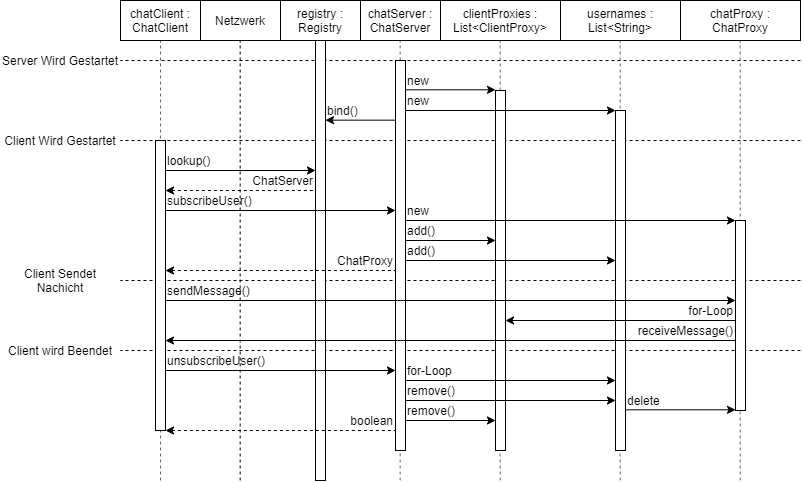 chatClient :
ChatClient
Netzwerk
registry :
Registry
chatServer :
ChatServer
clientProxies :
List<ClientProxy>
usernames :
List<String>
chatProxy :
ChatProxy
Server Wird Gestartet
new
new
bind()
Client Wird Gestartet
lookup()
ChatServer
subscribeUser()
new
add()
add()
ChatProxy
Client Sendet
Nachicht
sendMessage()
for-Loop
receiveMessage()
Client wird Beendet
unsubscribeUser()
for-Loop
remove()
delete
remove()
boolean